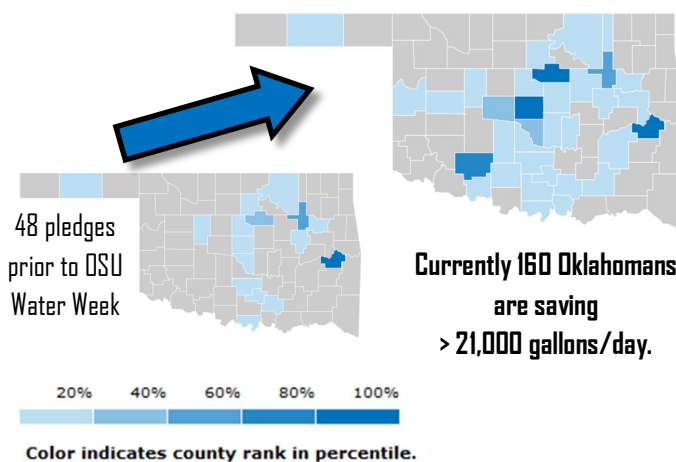 48 pledges
prior to OSU
Water Week
Currently 160 Oklahomans
are saving
> 21,000 gallons/day.
20% 40% 60% 80% 100%
Color indicates county rank in percentile.